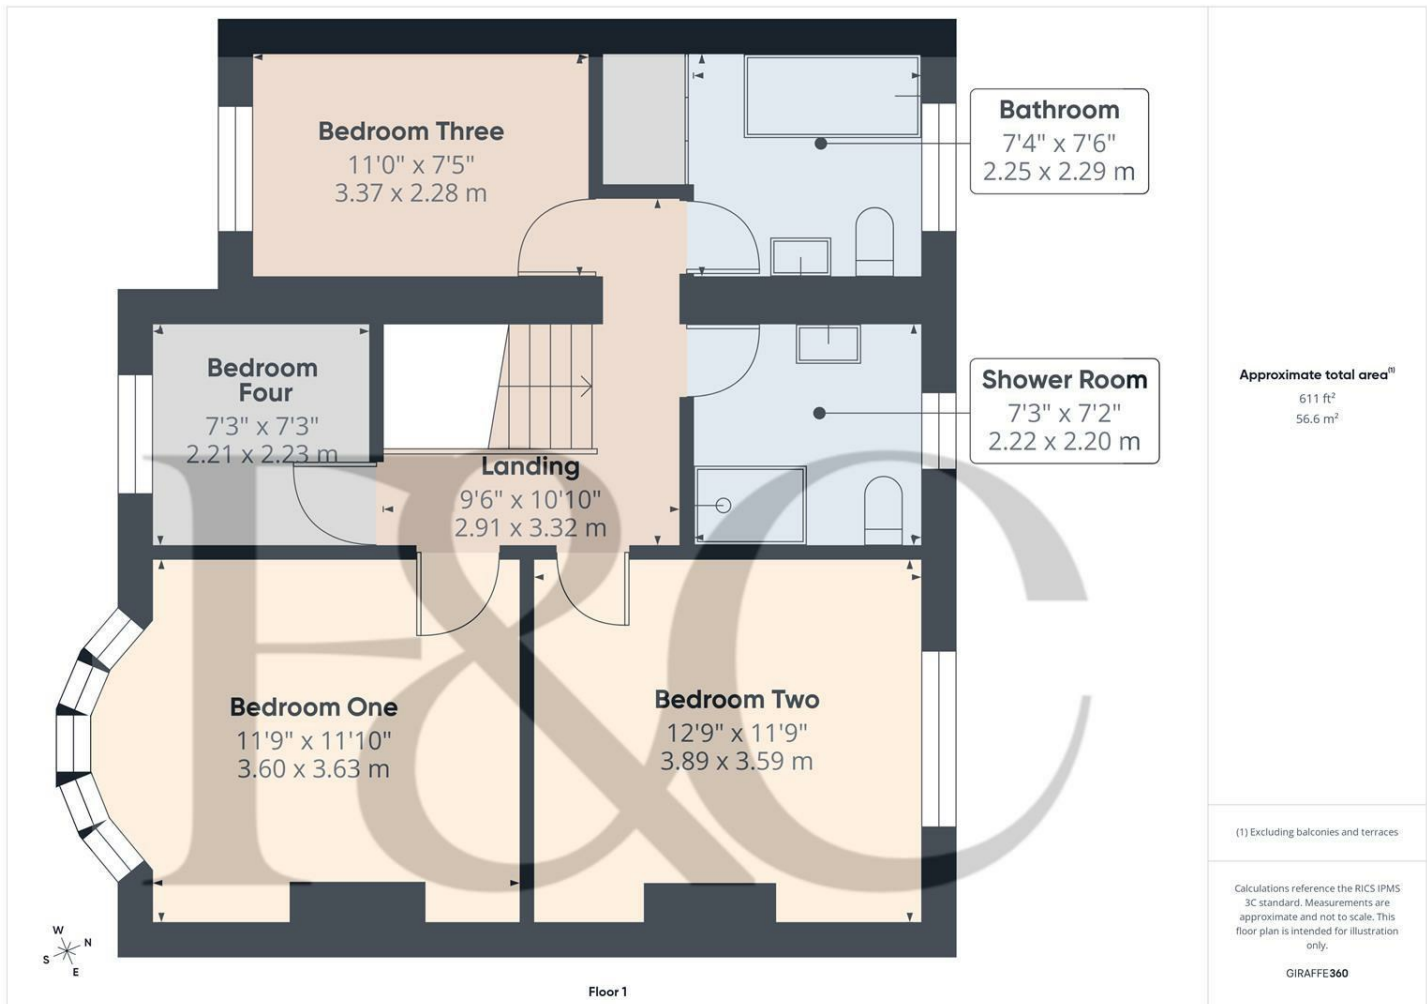 Bedroom Three
11'0" x 7'5"
3.37 x 2.28 m
Bathroom
7'4" x 7'6"
2.25 x 2.29 m
Bedroom
Four
7'3" x 7'3"
2.21 x 2.23 m
Shower Room
7'3" x 7'2"
2.22 x 2.20 m
Landing
9'6" x 10'10"
2.91 x 3.32 m
Bedroom One
11'9" x 11'10"
3.60 x 3.63 m
Bedroom Two
12'9" x 11'9"
3.89 x 3.59 m
F&C
W
N
S
E
Floor 1
Approximate total area(1)
611 ft²
56.6 m²
(1) Excluding balconies and terraces
Calculations reference the RICS IPMS
3C standard. Measurements are
approximate and not to scale. This
floor plan is intended for illustration
only.
GIRAFFE360